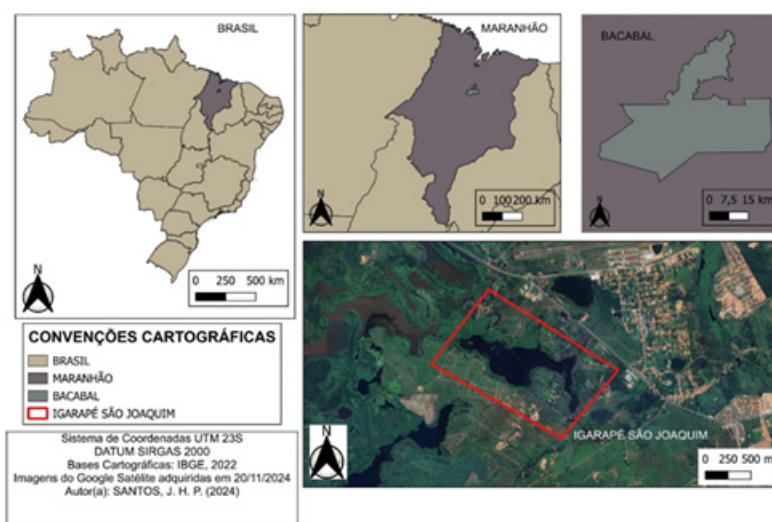 BRASIL
N
0 250 500 km
MARANHÃO
N
0 100 200 km
BACABAL
N
0 7,5 15 km
CONVENÇÕES CARTOGRÁFICAS
BRASIL
MARANHÃO
BACABAL
IGARAPÉ SÃO JOAQUIM
Sistema de Coordenadas UTM 23S
DATUM SIRGAS 2000
Bases Cartográficas: IBGE, 2022
Imagens do Google Satélite adquiridas em 20/11/2024
Autor(a): SANTOS, J. H. P. (2024)
IGARAPÉ SÃO JOAQUIM
N
0 250 500 m